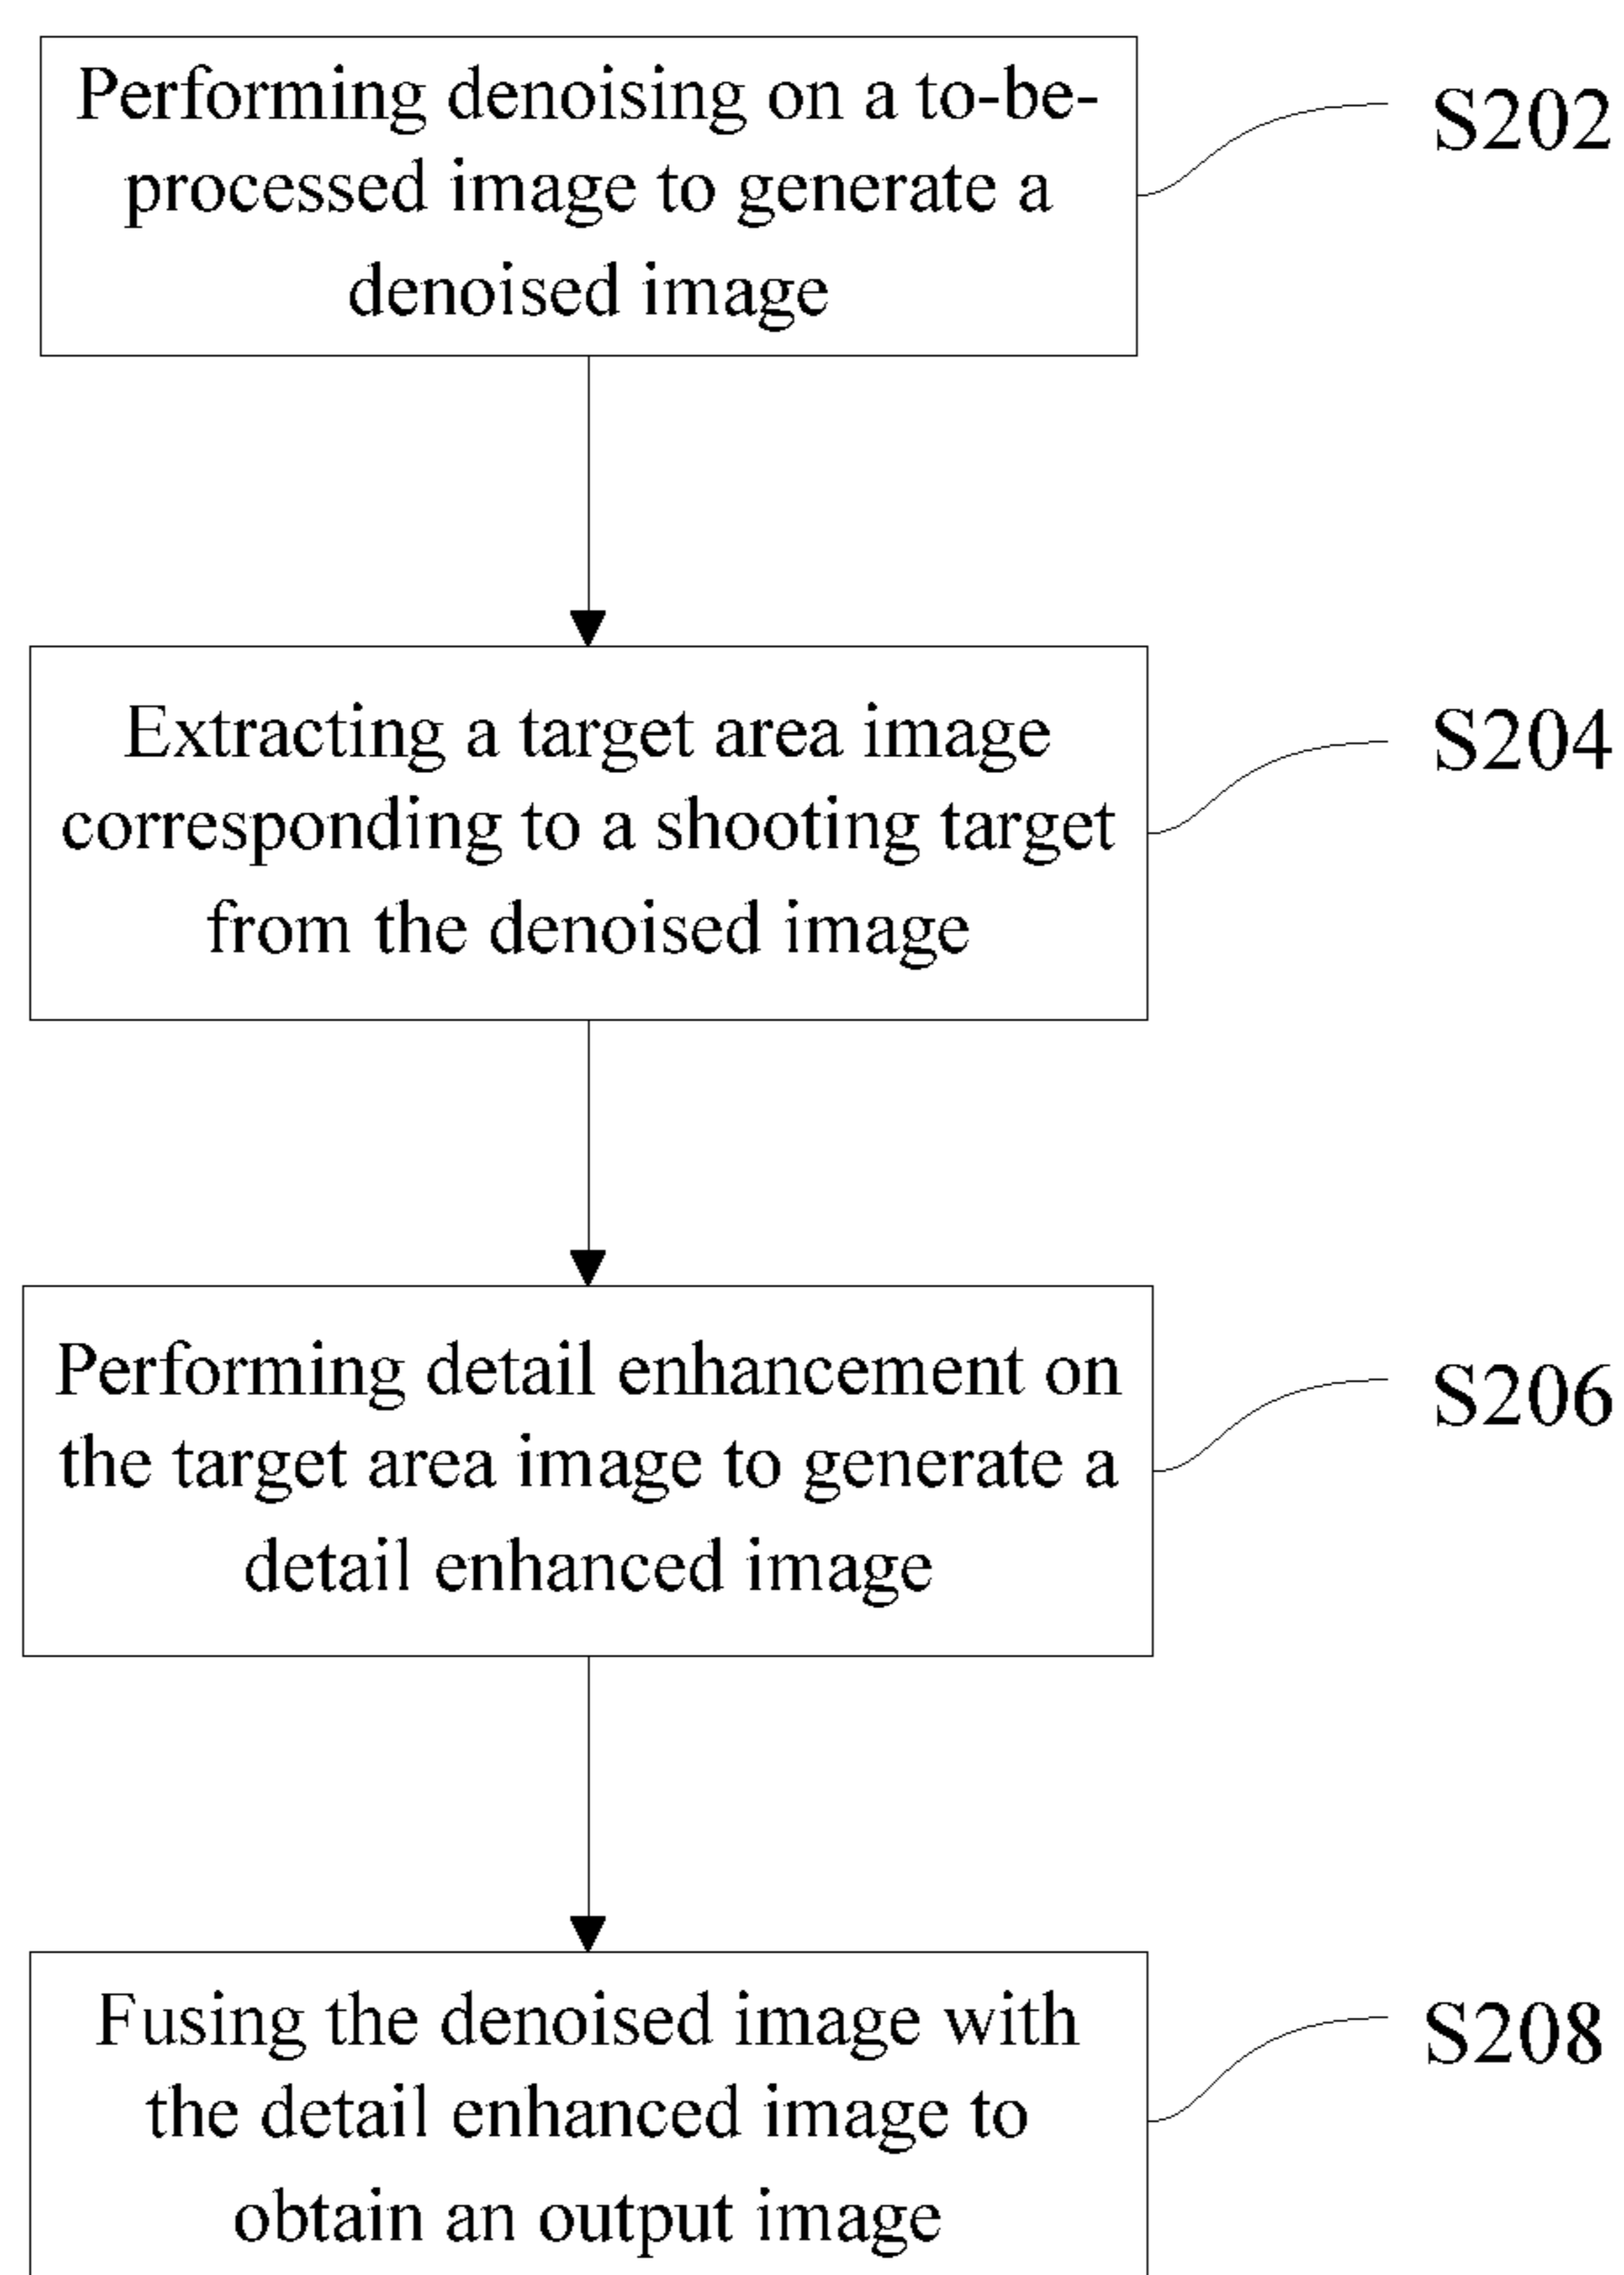 Performing denoising on a to-be-
processed image to generate a
denoised image
S202
Extracting a target area image
corresponding to a shooting target
from the denoised image
S204
Performing detail enhancement on
the target area image to generate a
detail enhanced image
S206
Fusing the denoised image with
the detail enhanced image to
obtain an output image
S208